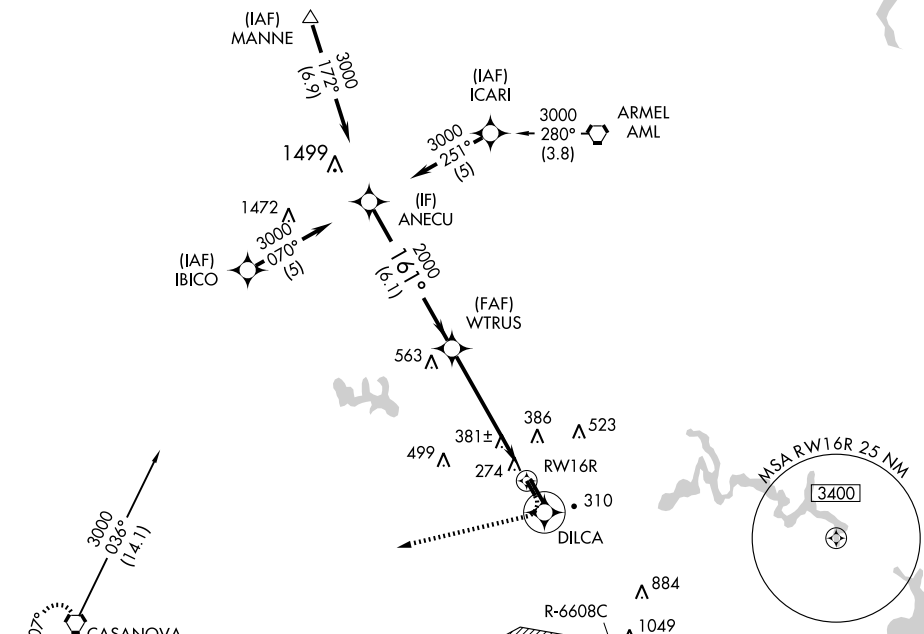 (IAF)
MANNE
3000
172°
(6.9)
(IAF)
ICARI
3000
280°
(3.8)
ARMEL
AML
3000
251°
(5)
1499
1472
(IF)
ANECU
(IAF)
IBICO
3000
070°
(5)
2000
161°
(6.1)
(FAF)
WTRUS
563
386
523
381±
499
274
RW16R
310
DILCA
MSA RW16R 25 NM
3400
3000
036°
(14.1)
884
R-6608C
1049
07°
CASANOVA